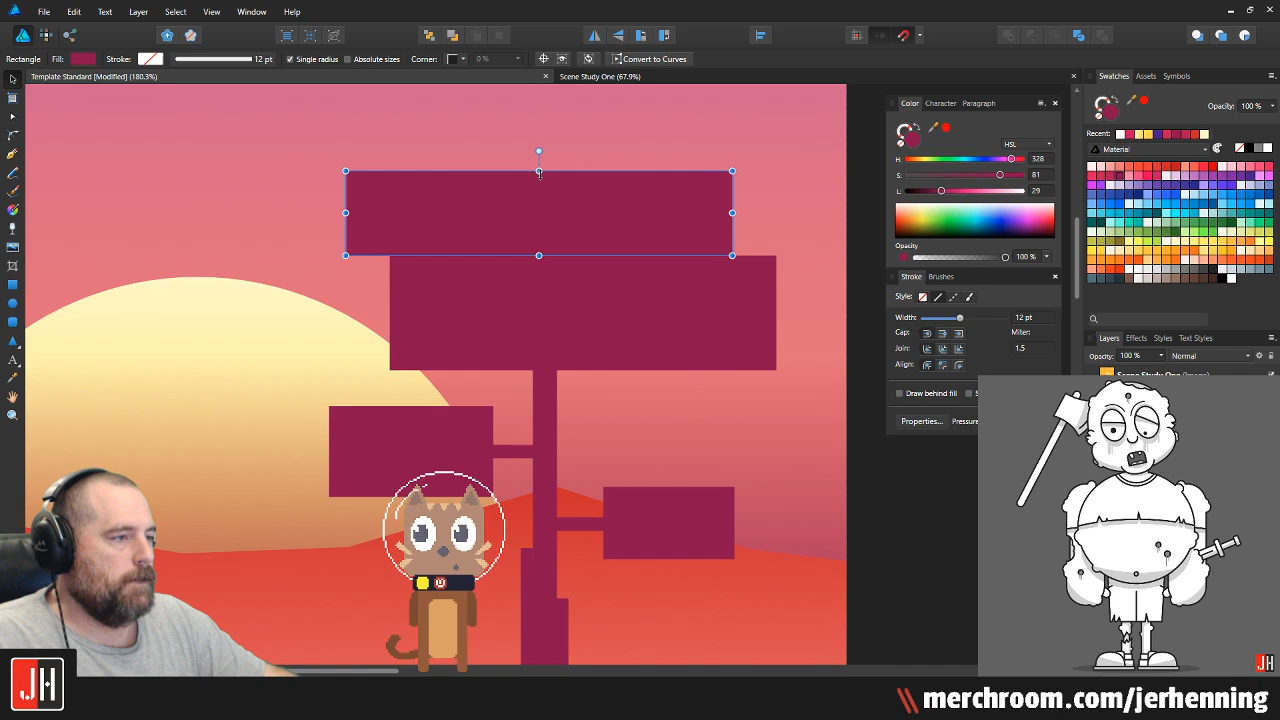 File Edit Text Layer Select View Window Help
Rectangle Fill: Stroke: 12 pt Single radius Absolute sizes Corner: 0 % Convert to Curves
Template Standard [Modified] (180.3%) × Scene Study One (67.9%) ×
Color Character Paragraph
HSL
H: 328
S: 81
L: 29
Opacity
100 %
Stroke Brushes
Style:
Width: 12 pt
Cap: Miter:
Join: 1.5
Align:
Draw behind fill S
Properties... Pressure
Swatches Assets Symbols
Opacity: 100 %
Recent:
Material
Layers Effects Styles Text Styles
Opacity: 100 % Normal
Scene Study One (Image)
JH
JH
\\ merchroom.com/jerhenning